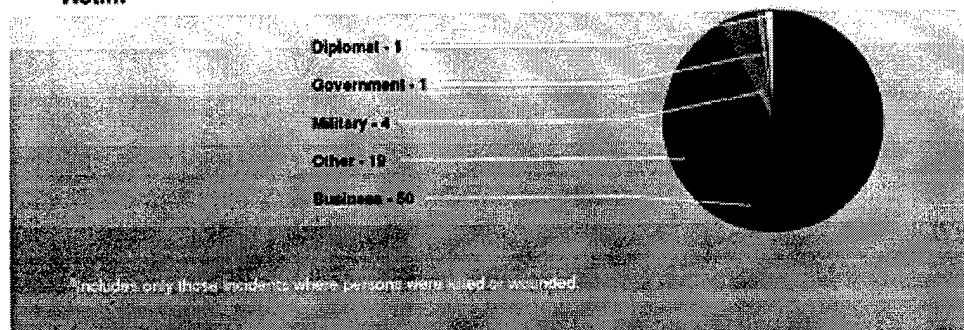 Diplomat - 1
Government - 1
Military - 4
Other - 19
Business - 50
*Includes only those incidents where persons were killed or wounded.